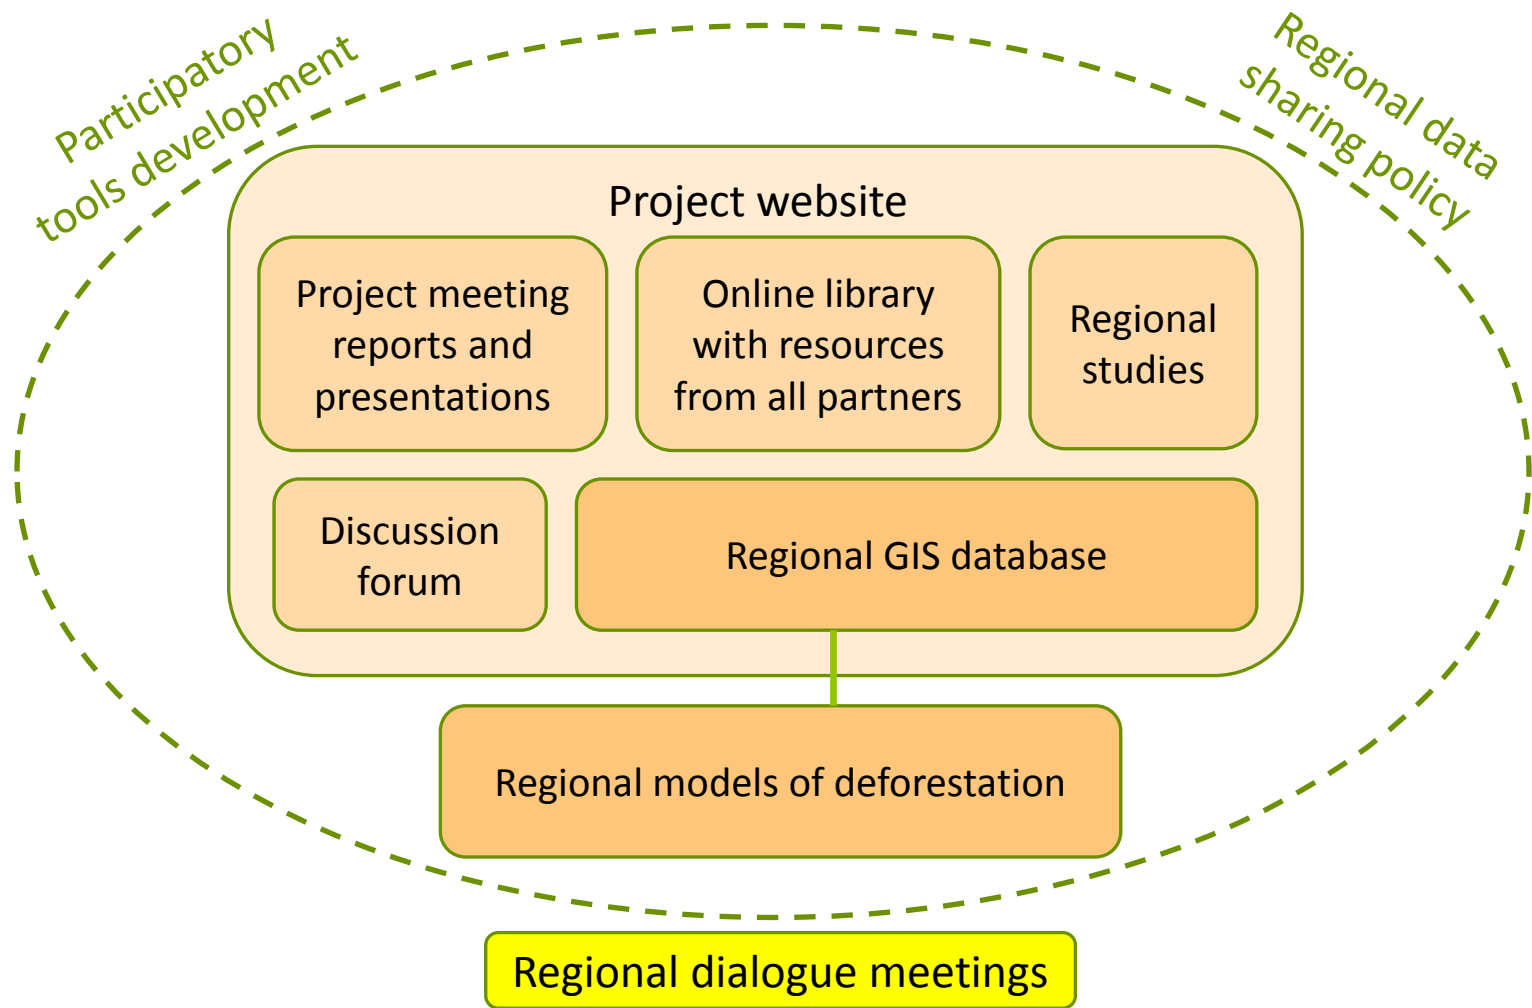 Participatory
tools development
Regional data
sharing policy
Project website
Project meeting
reports and
presentations
Online library
with resources
from all partners
Regional
studies
Discussion
forum
Regional GIS database
Regional models of deforestation
Regional dialogue meetings